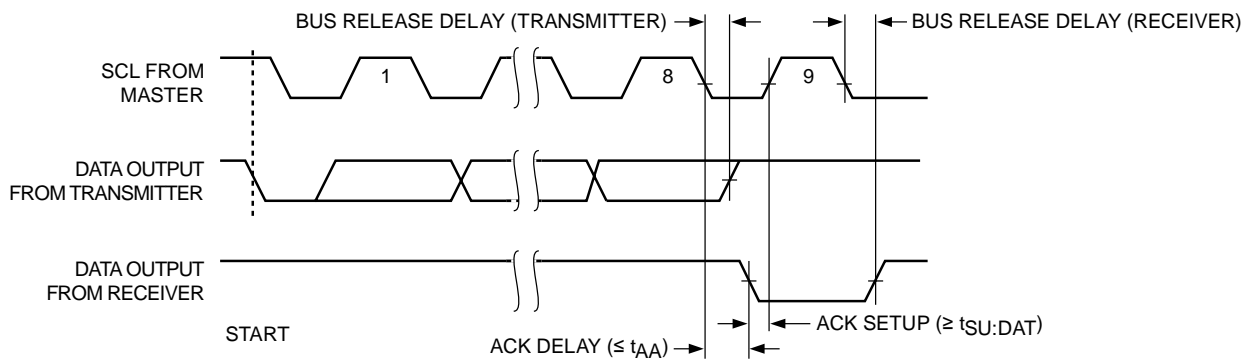 BUS RELEASE DELAY (TRANSMITTER)
BUS RELEASE DELAY (RECEIVER)
SCL FROM
MASTER
1
8
9
DATA OUTPUT
FROM TRANSMITTER
DATA OUTPUT
FROM RECEIVER
START
ACK SETUP (≥ tSU:DAT)
ACK DELAY (≤ tAA)